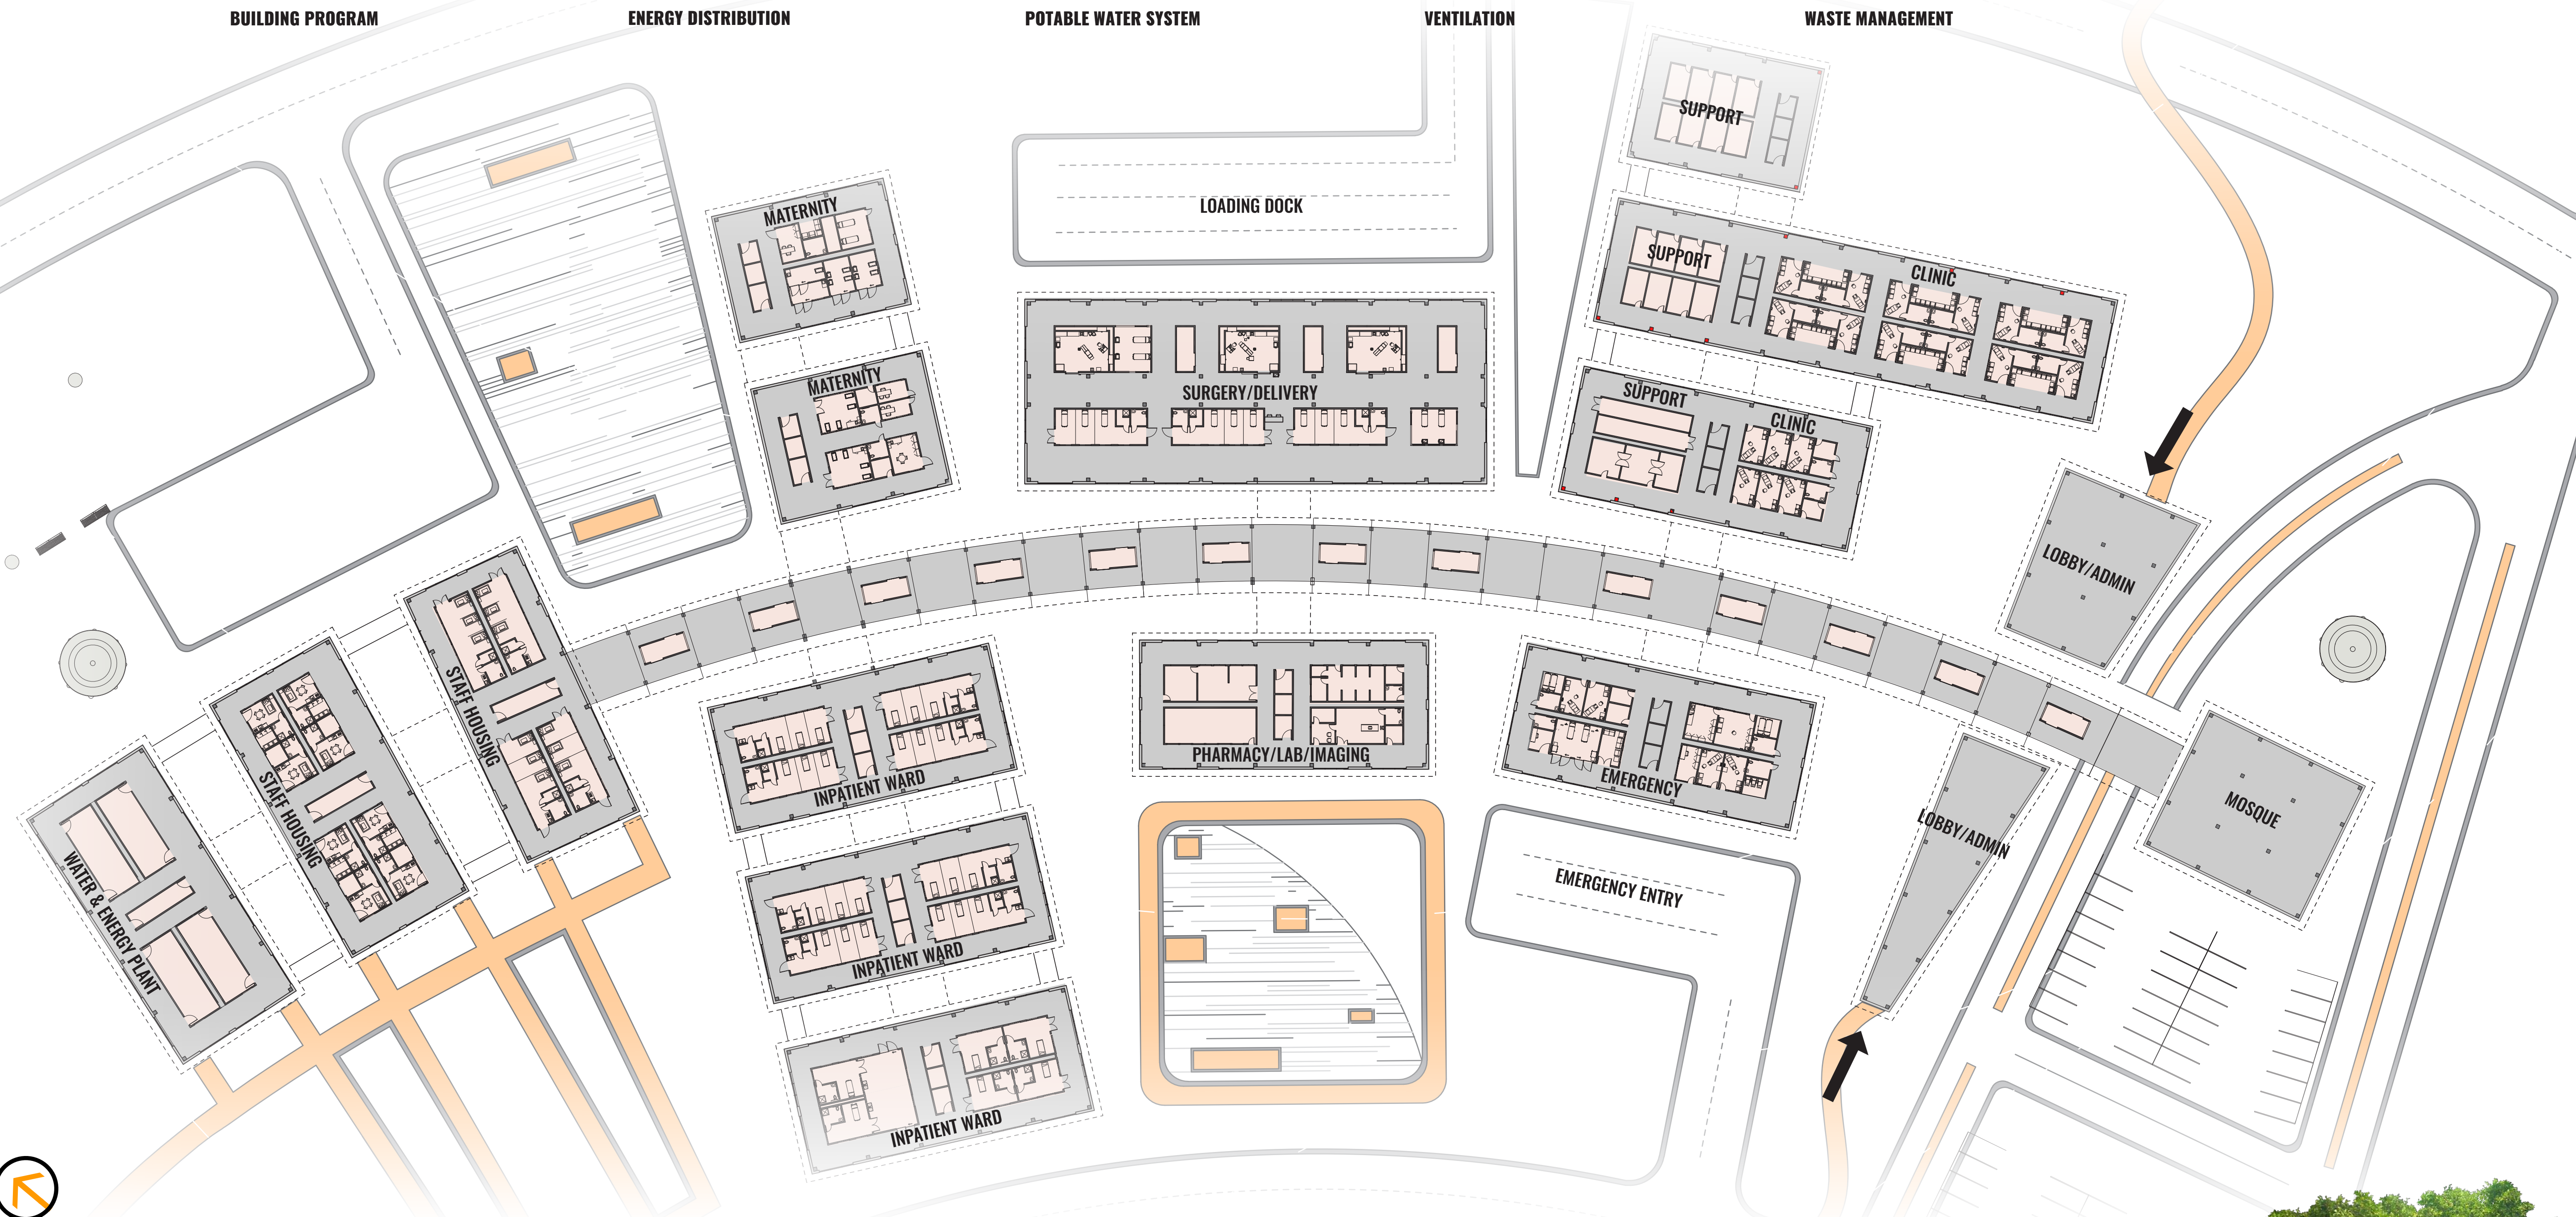 BUILDING PROGRAM
ENERGY DISTRIBUTION
POTABLE WATER SYSTEM
VENTILATION
WASTE MANAGEMENT
SUPPORT
MATERNITY
LOADING DOCK
SUPPORT
CLINIC
MATERNITY
SURGERY/DELIVERY
SUPPORT
CLINIC
LOBBY/ADMIN
STAFF HOUSING
STAFF HOUSING
WATER & ENERGY PLANT
INPATIENT WARD
PHARMACY/LAB/IMAGING
EMERGENCY
LOBBY/ADMIN
MOSQUE
EMERGENCY ENTRY
INPATIENT WARD
INPATIENT WARD